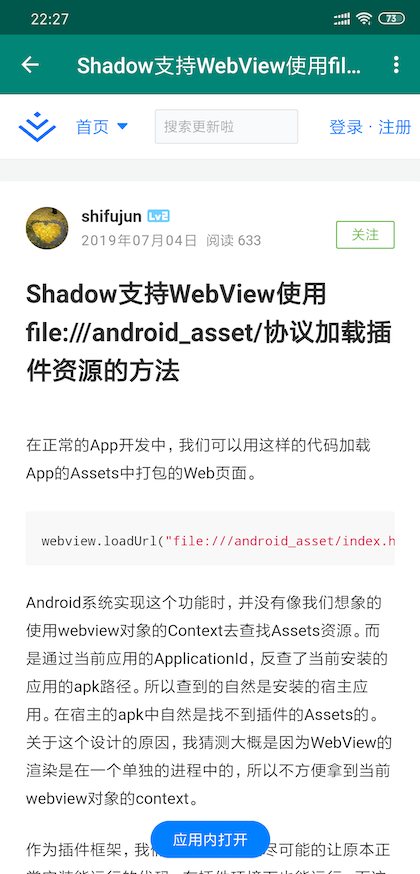 22:27
73
Shadow支持WebView使用fil...
首页
搜索更新啦
登录 · 注册
shifujun Lv2
2019年07月04日 阅读 633
关注
Shadow支持WebView使用
file:///android_asset/协议加载插
件资源的方法
在正常的App开发中，我们可以用这样的代码加载
App的Assets中打包的Web页面。
webview.loadUrl("file:///android_asset/index.h
Android系统实现这个功能时，并没有像我们想象的
使用webview对象的Context去查找Assets资源。而
是通过当前应用的ApplicationId，反查了当前安装的
应用的apk路径。所以查到的自然是安装的宿主应
用。在宿主的apk中自然是找不到插件的Assets的。
关于这个设计的原因，我猜测大概是因为WebView的
渲染是在一个单独的进程中的，所以不方便拿到当前
webview对象的context。
应用内打开
作为插件框架，我们 尽可能的让原本正